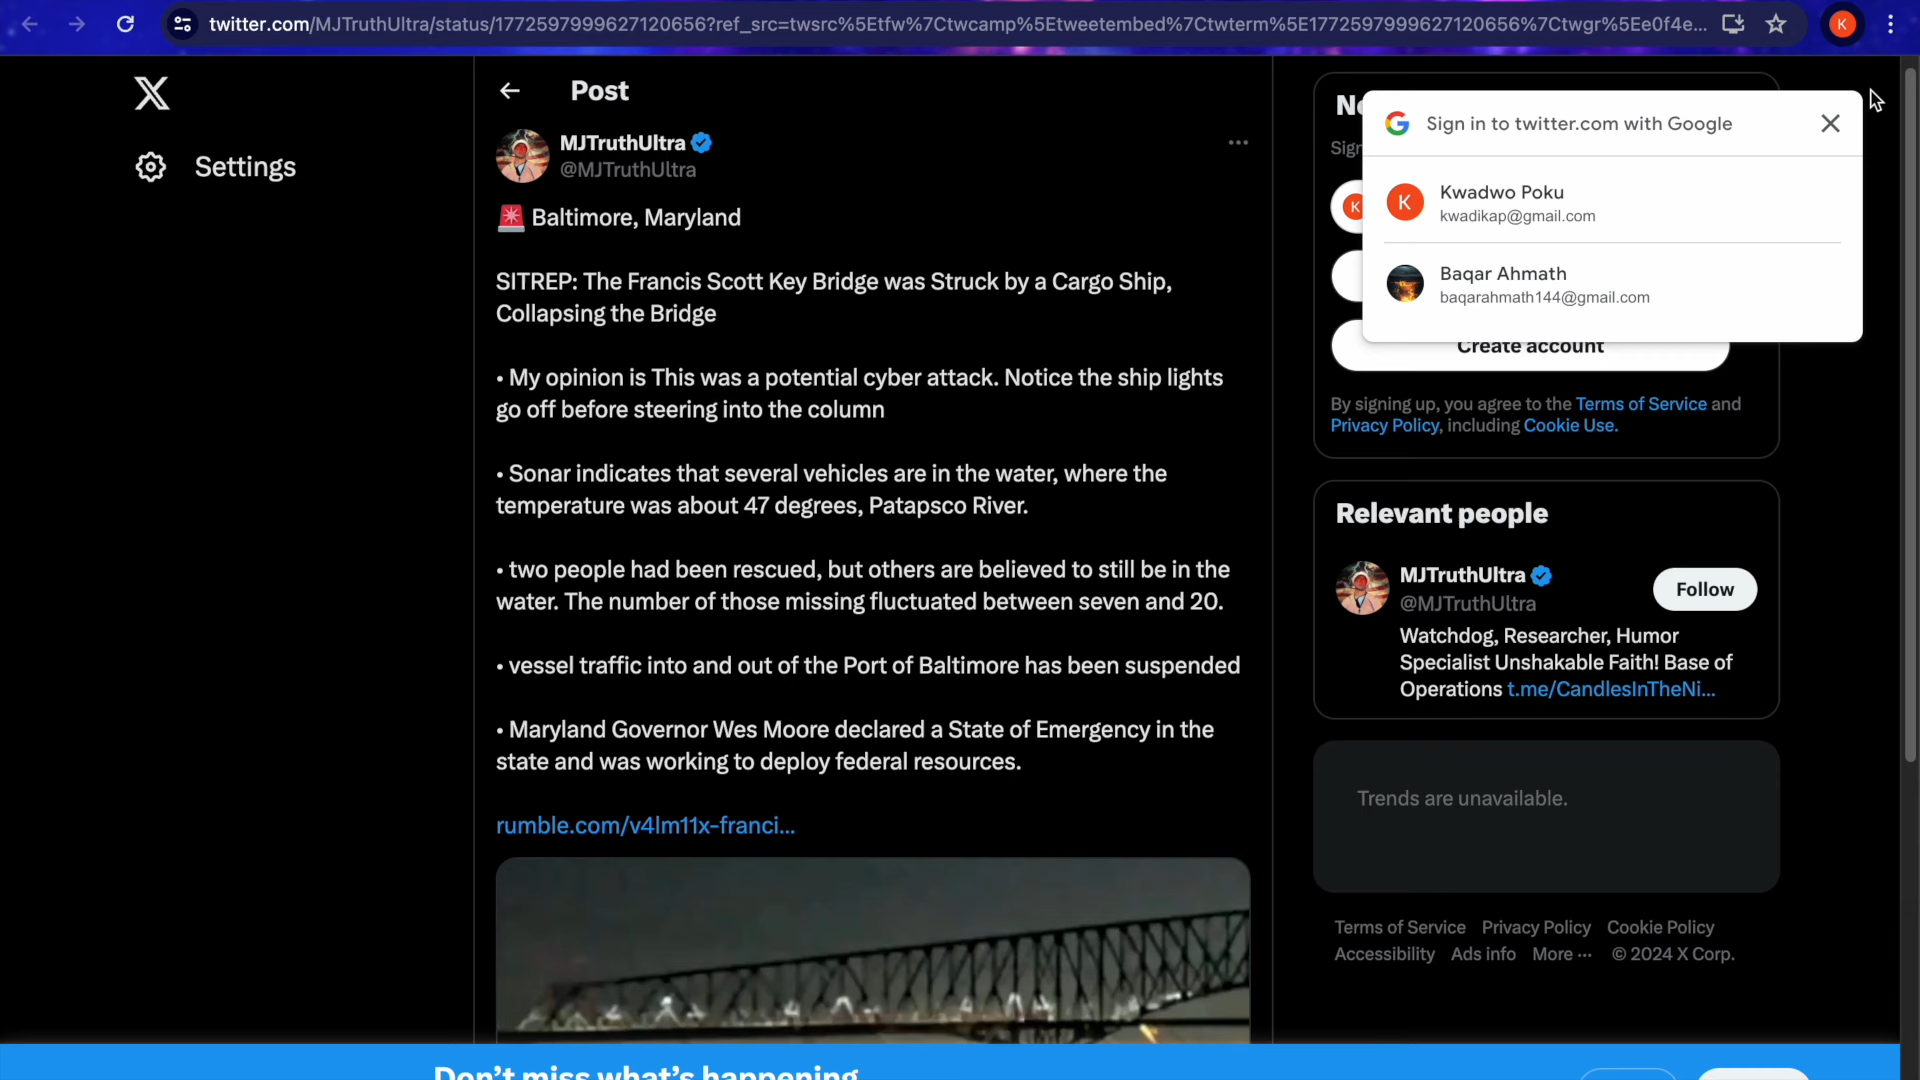 twitter.com/MJTruthUltra/status/1772597999627120656?ref_src=twsrc%5Etfw%7Ctwcamp%5Etweetembed%7Ctwterm%5E1772597999627120656%7Ctwgr%5Ee0f4e...
K
X
Settings
Post
MJTruthUltra
@MJTruthUltra
Baltimore, Maryland
SITREP: The Francis Scott Key Bridge was Struck by a Cargo Ship,
Collapsing the Bridge
• My opinion is This was a potential cyber attack. Notice the ship lights
go off before steering into the column
• Sonar indicates that several vehicles are in the water, where the
temperature was about 47 degrees, Patapsco River.
• two people had been rescued, but others are believed to still be in the
water. The number of those missing fluctuated between seven and 20.
• vessel traffic into and out of the Port of Baltimore has been suspended
• Maryland Governor Wes Moore declared a State of Emergency in the
state and was working to deploy federal resources.
rumble.com/v4lm11x-franci...
Sign in to twitter.com with Google
K
Kwadwo Poku
kwadikap@gmail.com
Baqar Ahmath
baqarahmath144@gmail.com
K
Create account
By signing up, you agree to the Terms of Service and
Privacy Policy, including Cookie Use.
Relevant people
MJTruthUltra
@MJTruthUltra
Follow
Watchdog, Researcher, Humor
Specialist Unshakable Faith! Base of
Operations t.me/CandlesInTheNi...
Trends are unavailable.
Terms of Service Privacy Policy Cookie Policy
Accessibility Ads info More ··· © 2024 X Corp.
Don't miss what's happening